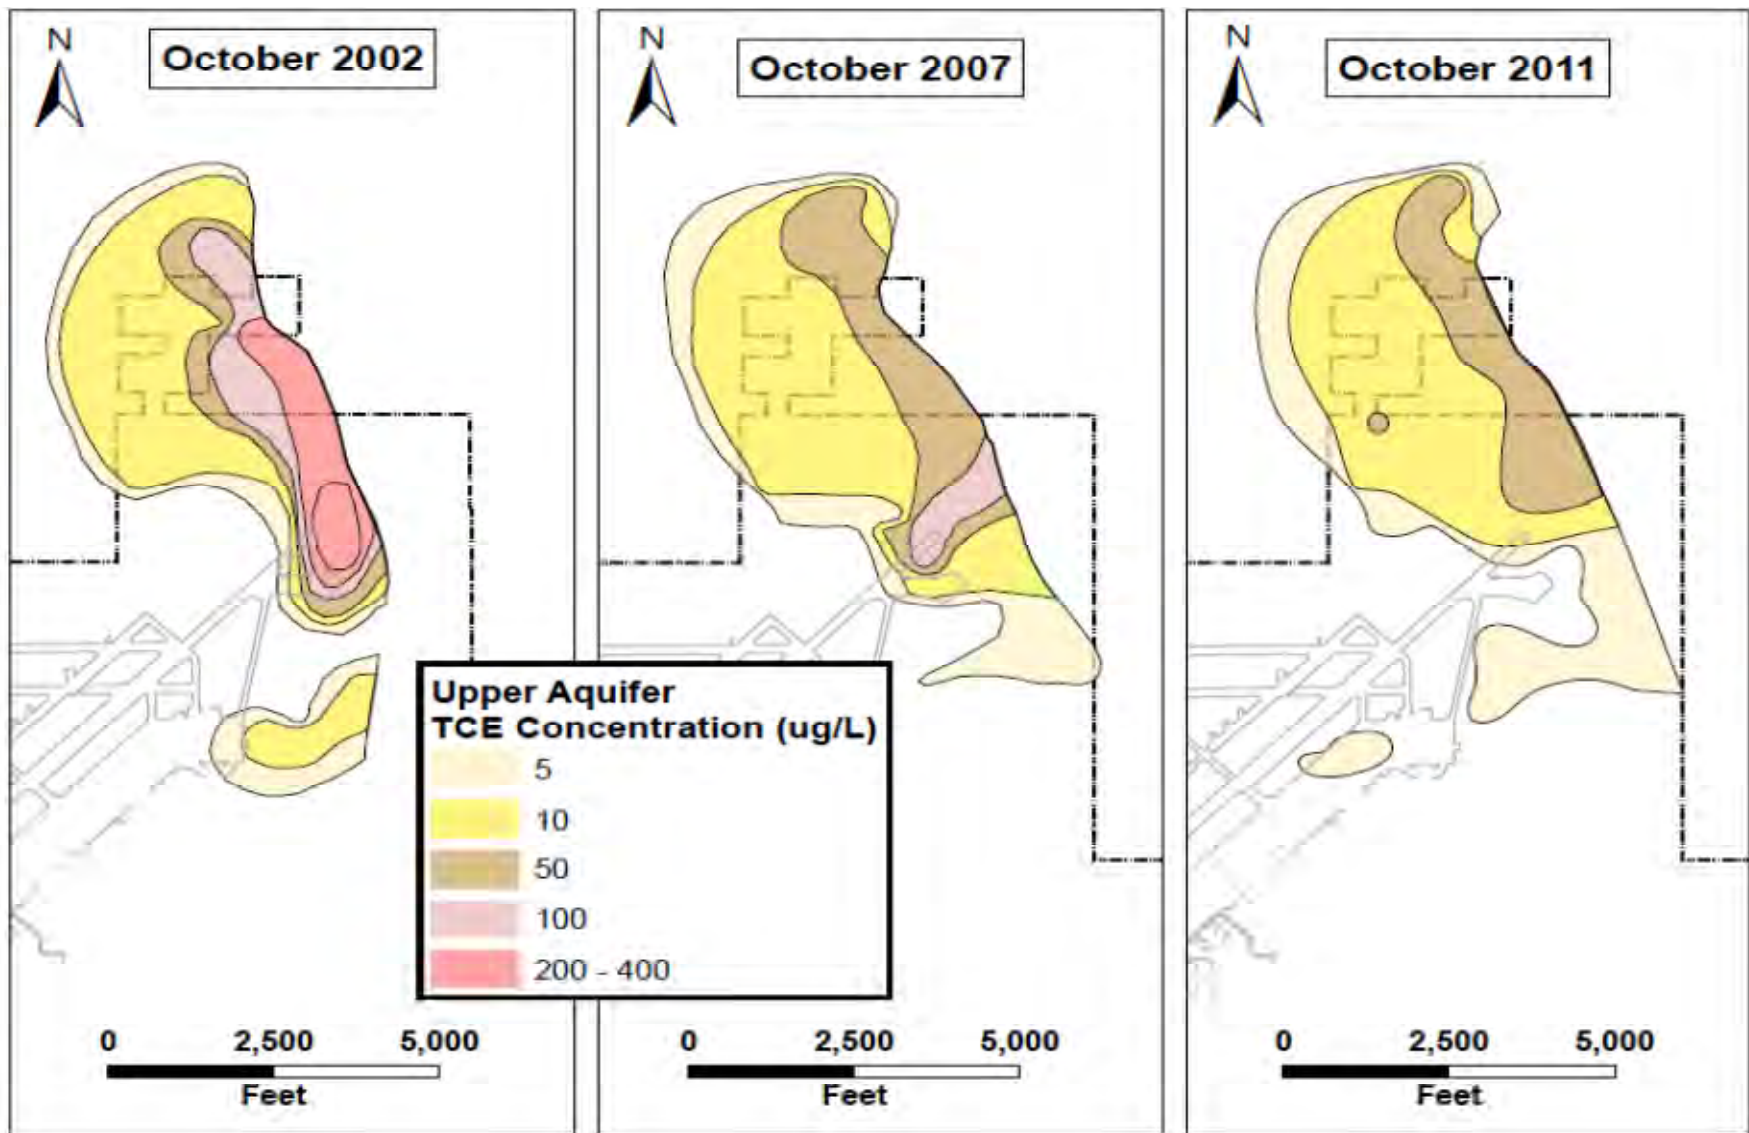 N
October 2002
N
October 2007
N
October 2011
Upper Aquifer
TCE Concentration (ug/L)
5
10
50
100
200 - 400
0 2,500 5,000
Feet
0 2,500 5,000
Feet
0 2,500 5,000
Feet